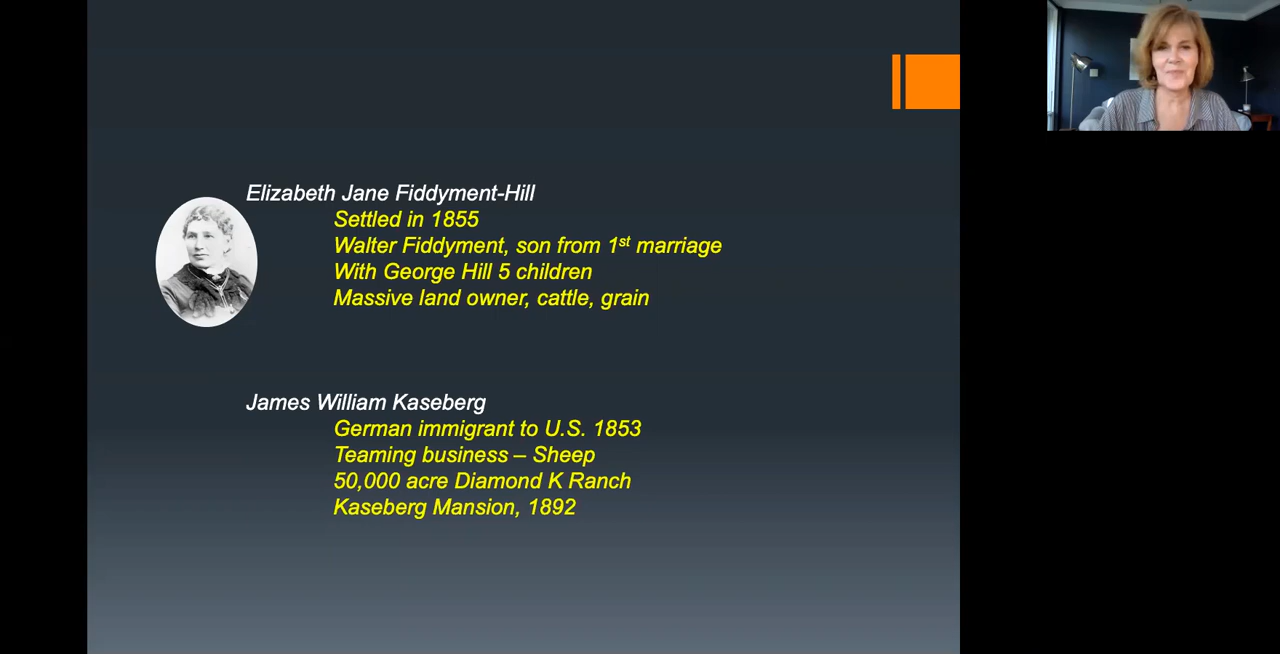 Elizabeth Jane Fiddyment-Hill
Settled in 1855
Walter Fiddyment, son from 1st marriage
With George Hill 5 children
Massive land owner, cattle, grain
James William Kaseberg
German immigrant to U.S. 1853
Teaming business – Sheep
50,000 acre Diamond K Ranch
Kaseberg Mansion, 1892